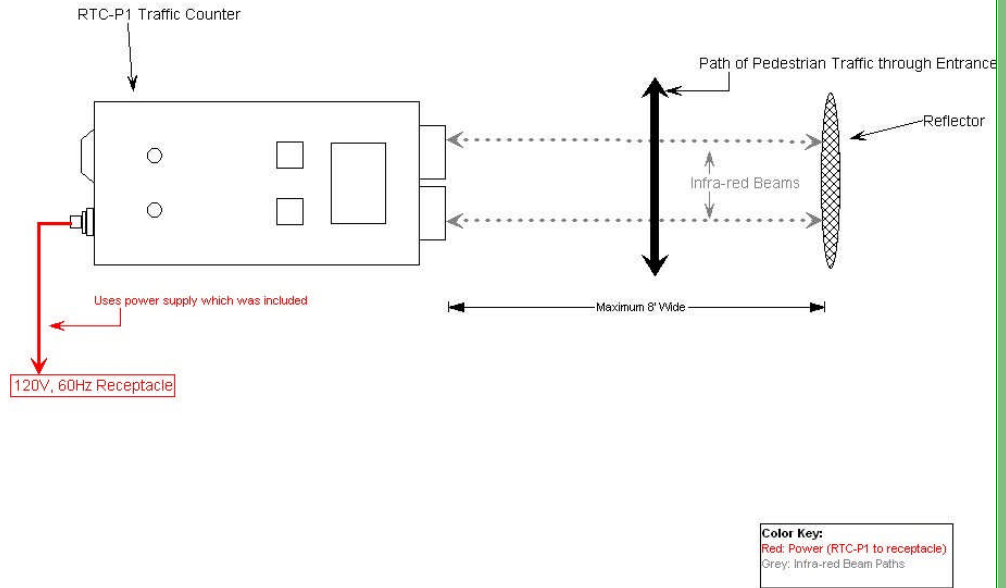 RTC-P1 Traffic Counter
Path of Pedestrian Traffic through Entrance
Reflector
Infra-red Beams
Uses power supply which was included
Maximum 8' Wide
120V, 60Hz Receptacle
Color Key:
Red: Power (RTC-P1 to receptacle)
Grey: Infra-red Beam Paths